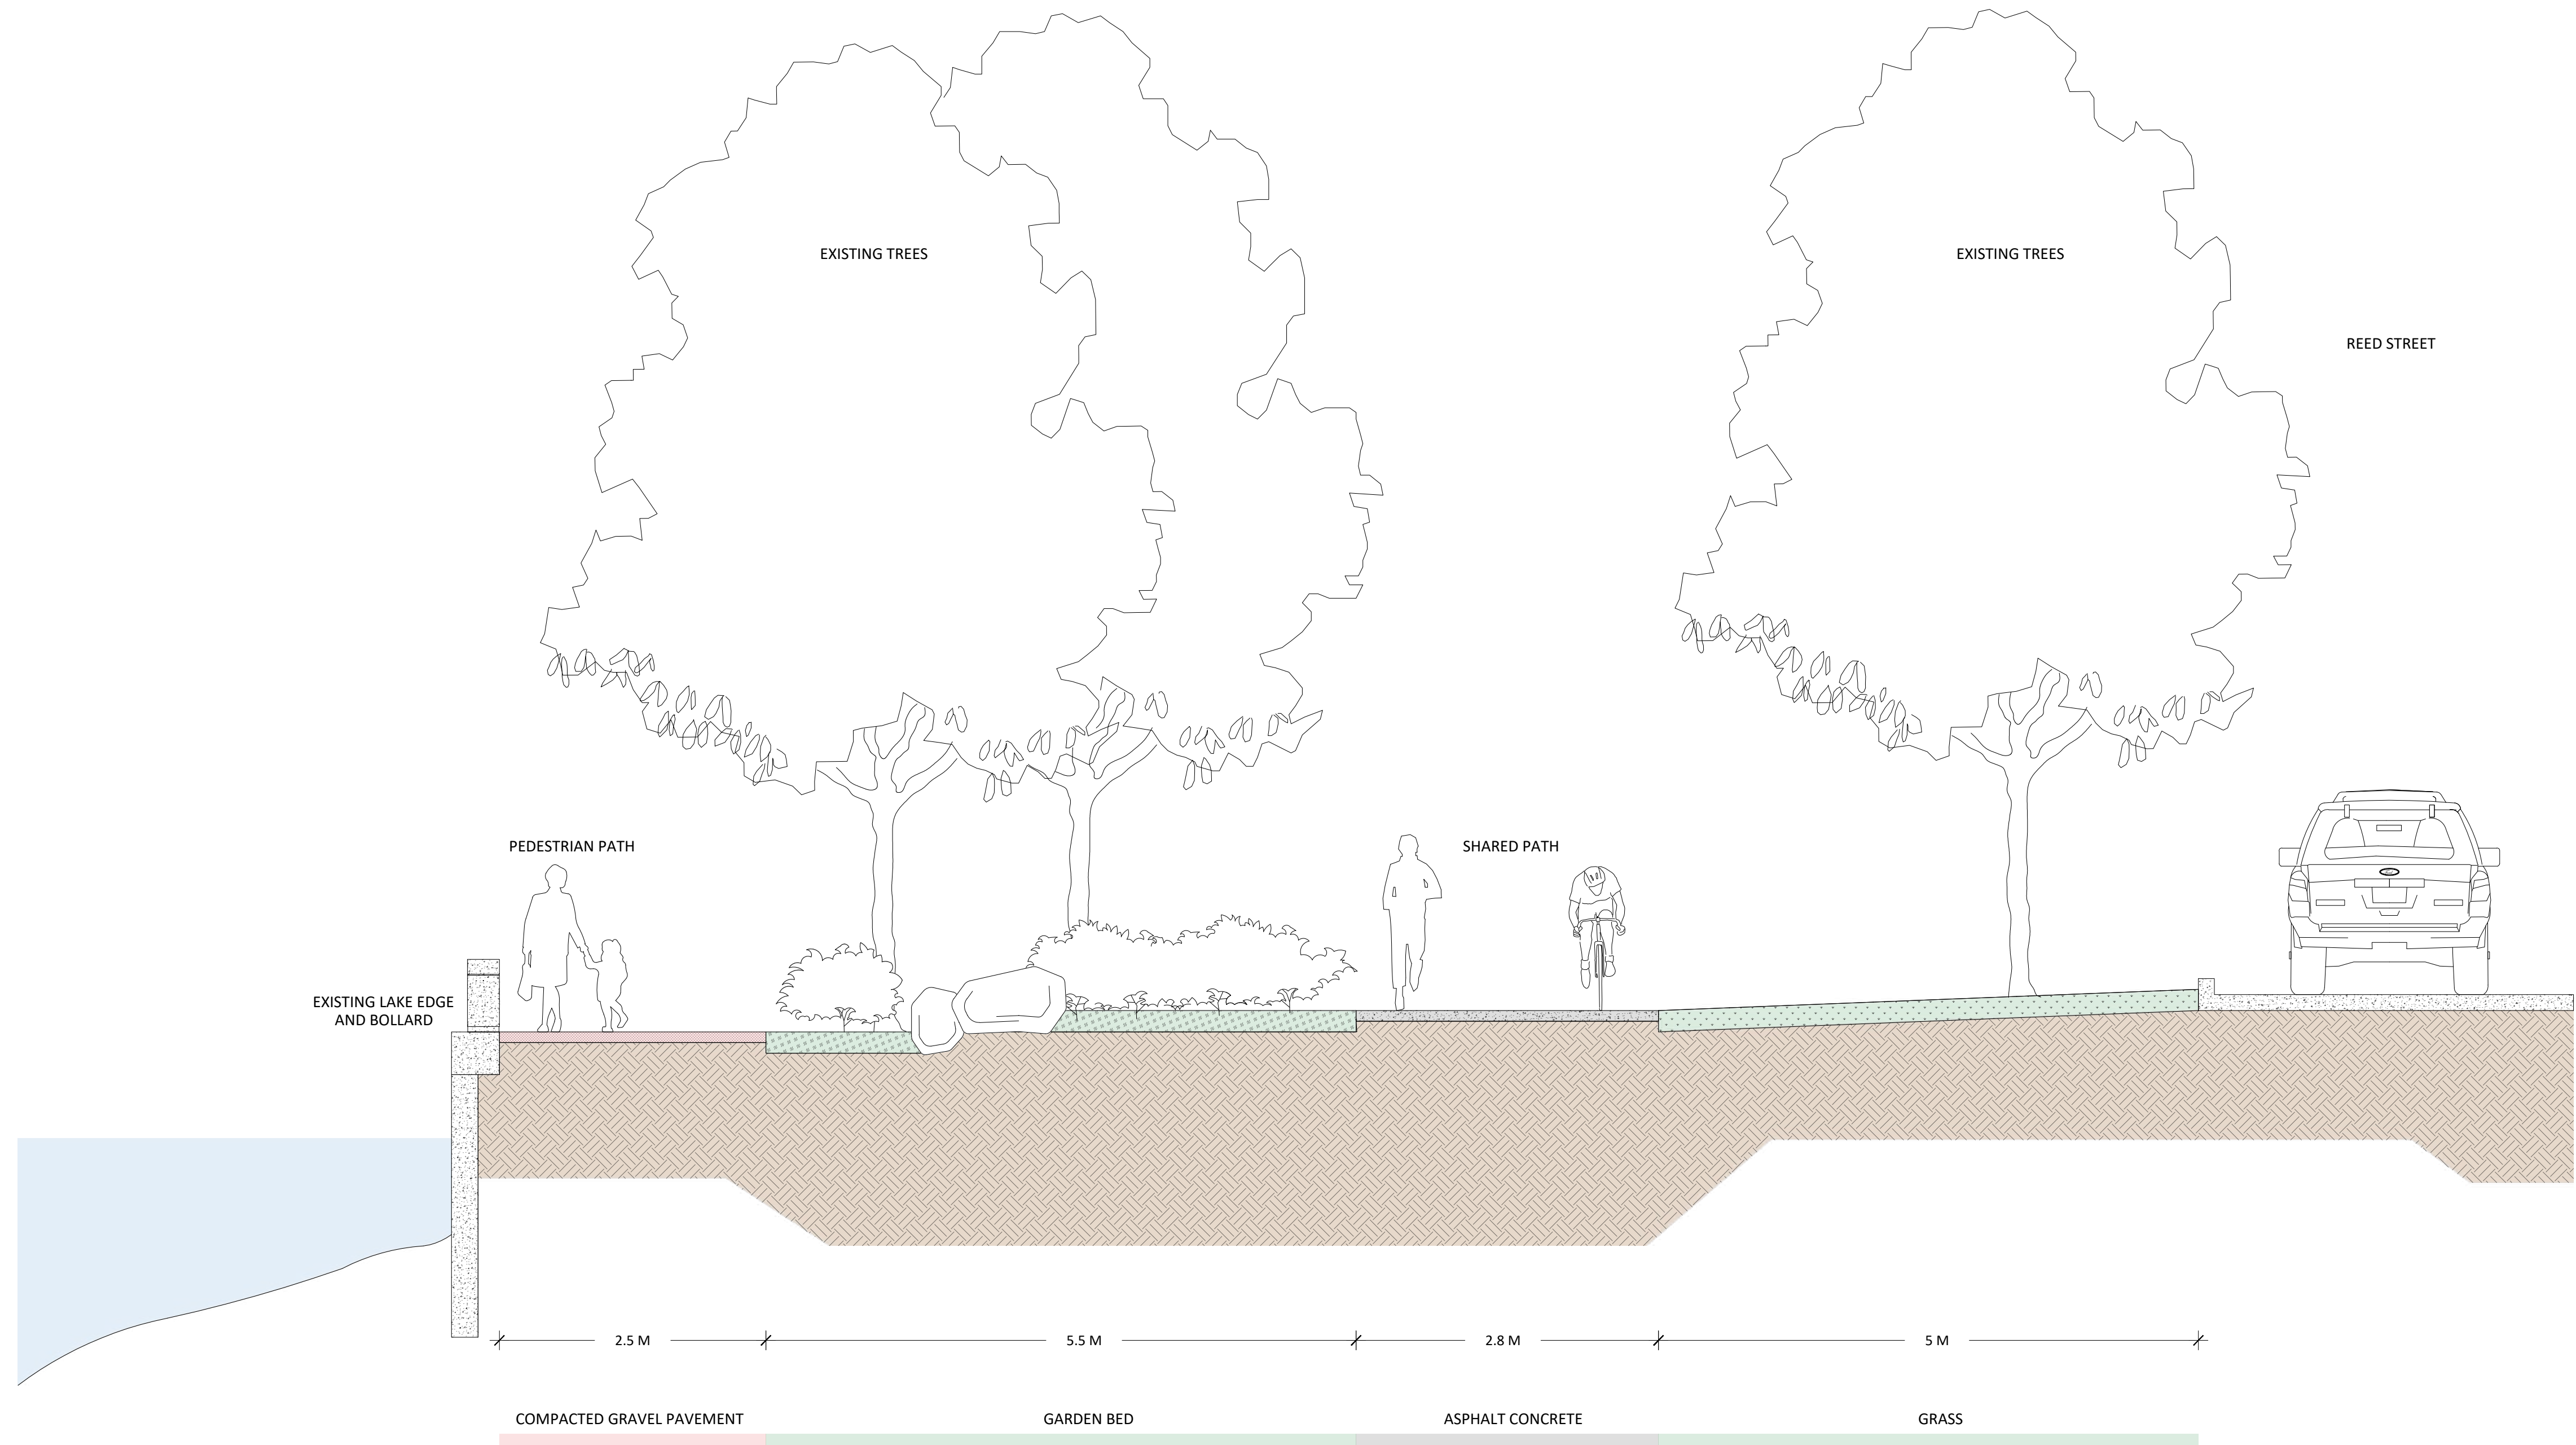 EXISTING TREES
EXISTING TREES
REED STREET
PEDESTRIAN PATH
SHARED PATH
EXISTING LAKE EDGE
AND BOLLARD
2.5 M
5.5 M
2.8 M
5 M
COMPACTED GRAVEL PAVEMENT
GARDEN BED
ASPHALT CONCRETE
GRASS